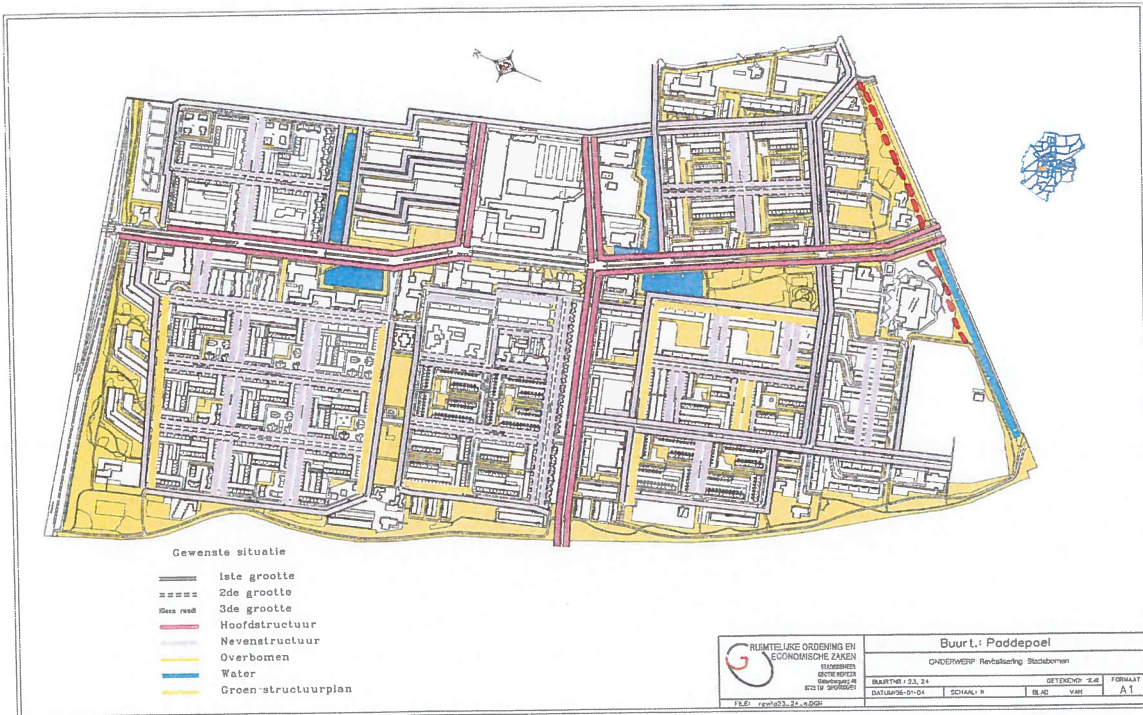 Gewenste situatie
1ste grootte
2de grootte
3de grootte
Hoofdstructuur
Nevenstructuur
Overbomen
Water
Groen-structuurplan
RUIMTELIJKE ORDENING EN
ECONOMISCHE ZAKEN
Buurt.: Paddepoel
ONDERWERP: Revitalisering Stadsbomen
BUURTNR.: 23, 24
GETEKEND:
FORMAAT
A1
SCHAAL:
BLAD VAN
FILE: